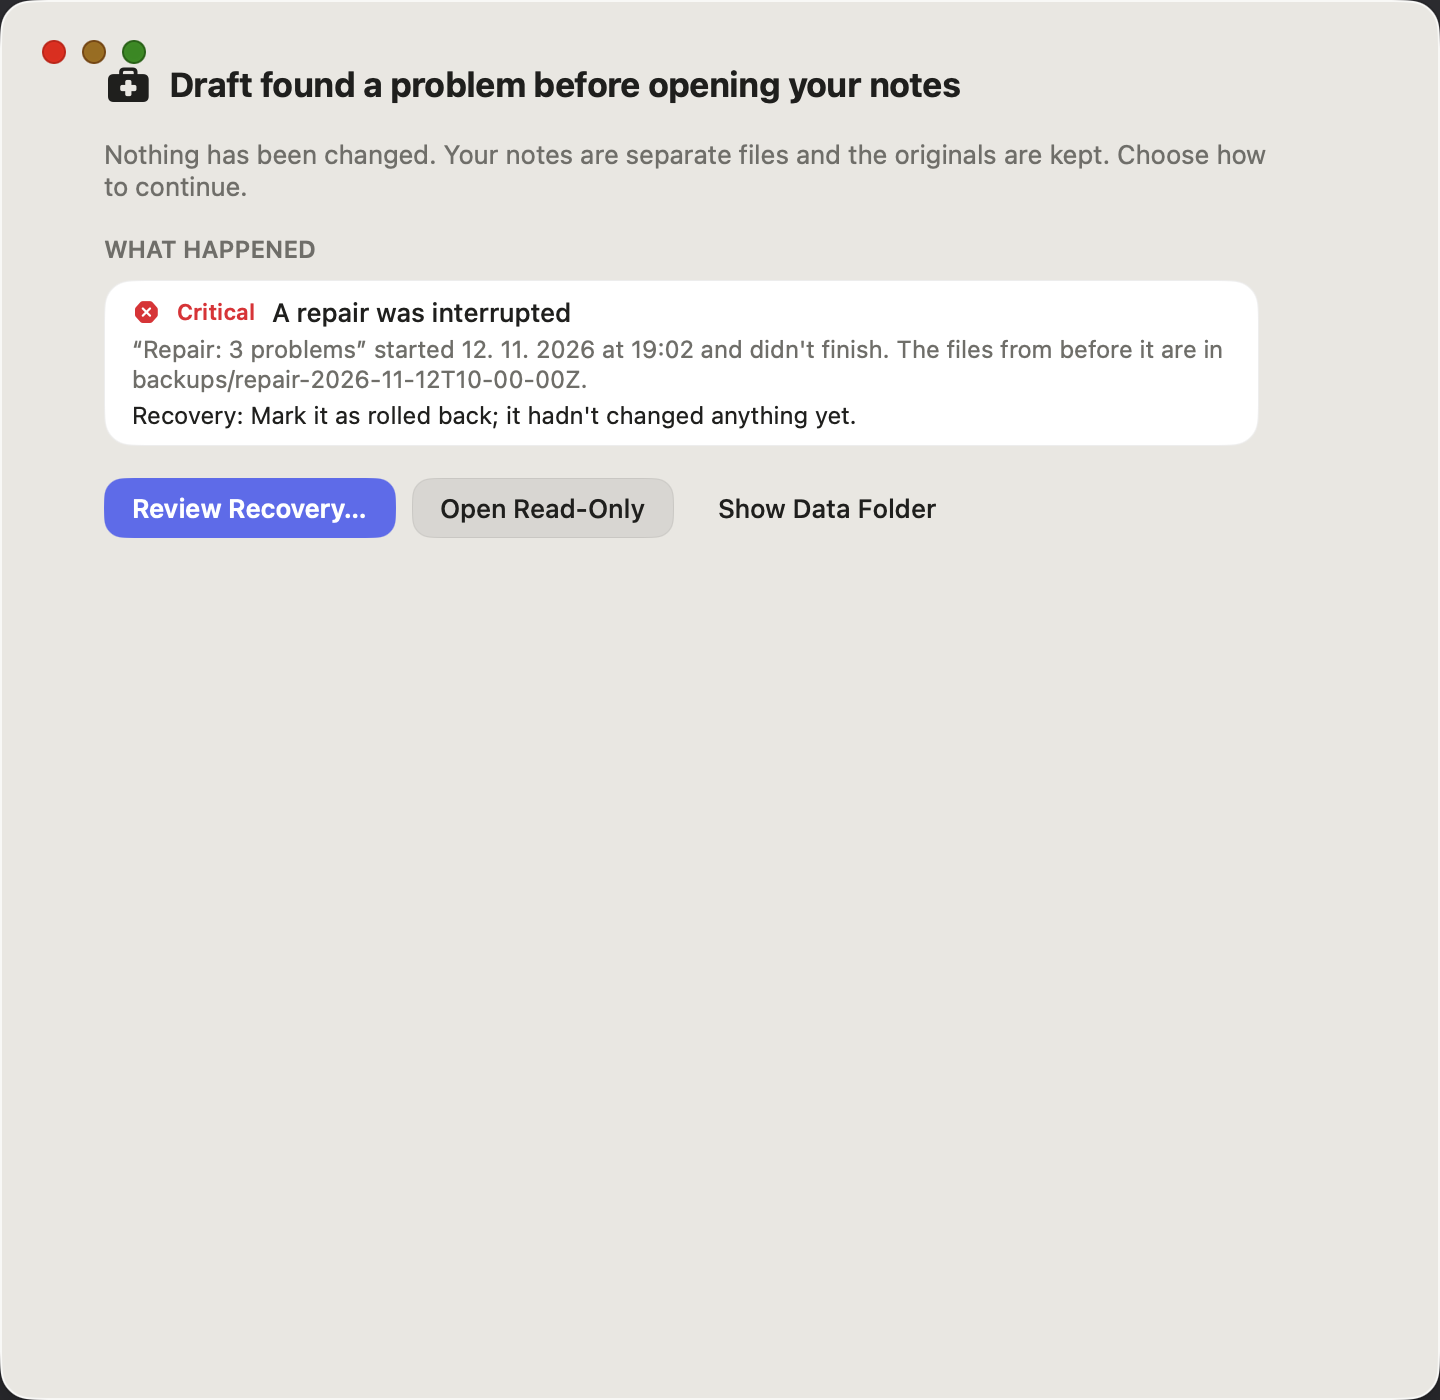 Draft found a problem before opening your notes
Nothing has been changed. Your notes are separate files and the originals are kept. Choose how
to continue.
WHAT HAPPENED
Critical A repair was interrupted
“Repair: 3 problems” started 12. 11. 2026 at 19:02 and didn't finish. The files from before it are in
backups/repair-2026-11-12T10-00-00Z.
Recovery: Mark it as rolled back; it hadn't changed anything yet.
Review Recovery... Open Read-Only Show Data Folder